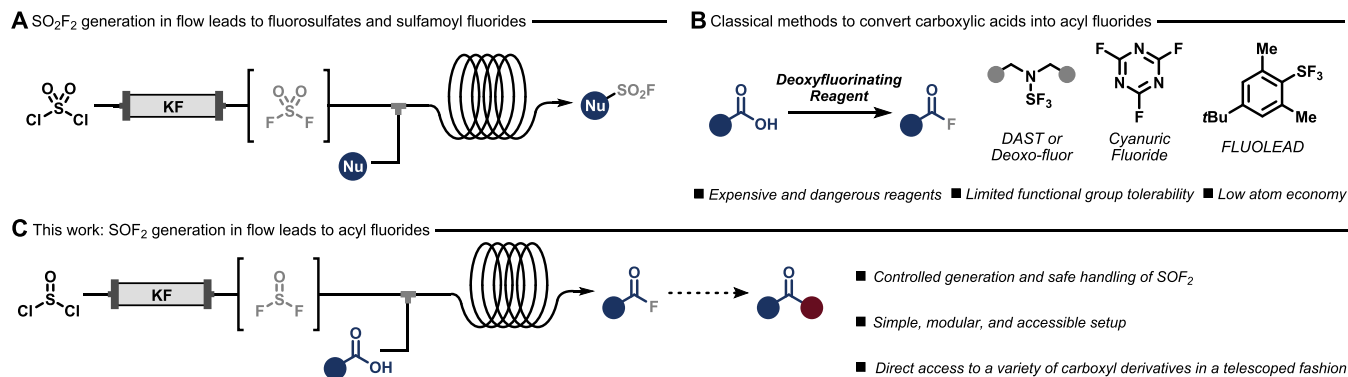 A SO₂F₂ generation in flow leads to fluorosulfates and sulfamoyl fluorides
O O
S
Cl Cl
KF
O O
S
F F
Nu
Nu
SO₂F
B Classical methods to convert carboxylic acids into acyl fluorides
O
OH
Deoxyfluorinating
Reagent
O
F
N
SF₃
DAST or
Deoxo-fluor
F N F
N N
F
Cyanuric
Fluoride
Me
SF₃
tBu Me
FLUOLEAD
■ Expensive and dangerous reagents ■ Limited functional group tolerability ■ Low atom economy
C This work: SOF₂ generation in flow leads to acyl fluorides
O
S
Cl Cl
KF
O
S
F F
O
OH
O
F
O
■ Controlled generation and safe handling of SOF₂
■ Simple, modular, and accessible setup
■ Direct access to a variety of carboxyl derivatives in a telescoped fashion